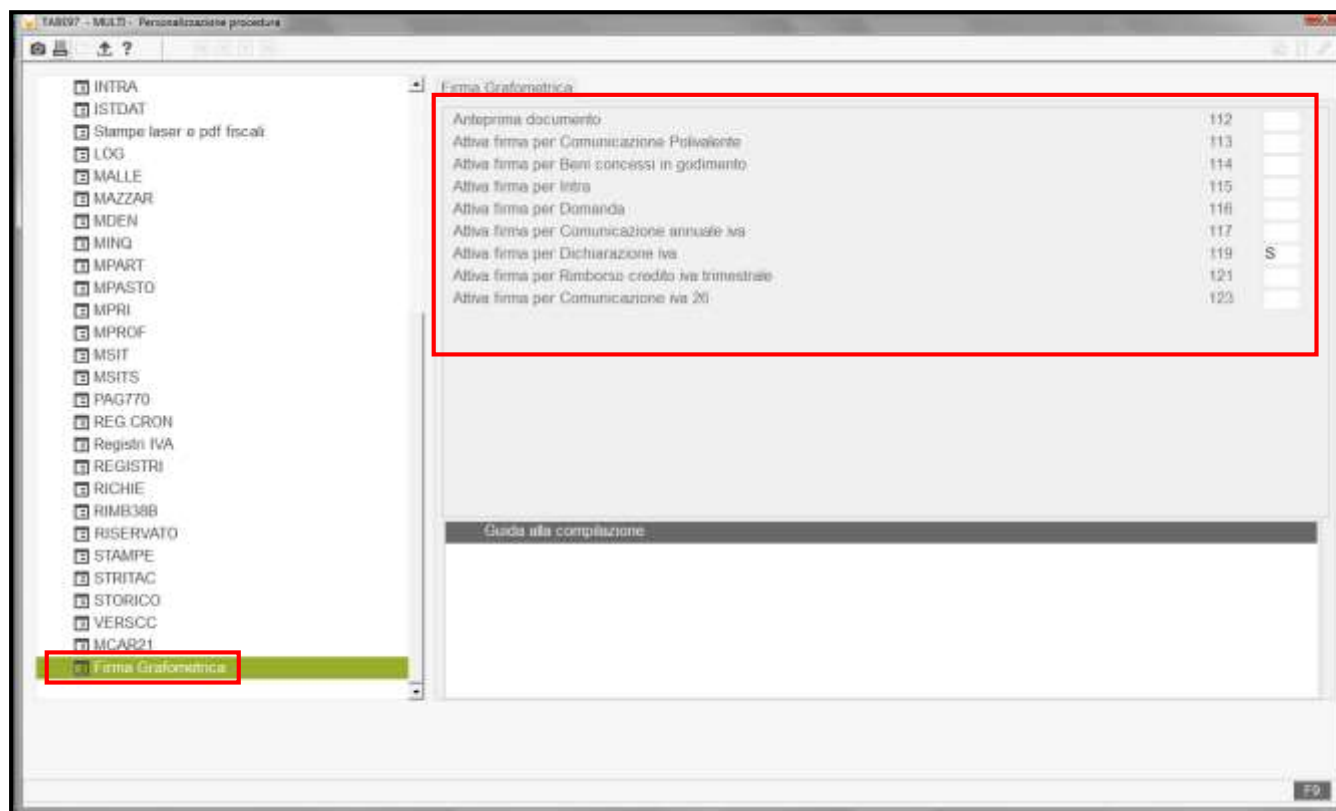 TAB097 - MULTI - Personalizzazione procedura
?
INTRA
ISTDAT
Stampe laser e pdf fiscali
LOG
MALLE
MAZZAR
MDEN
MINQ
MPART
MPASTO
MPRI
MPROF
MSIT
MSITS
PAG770
REG.CRON
Registri IVA
REGISTRI
RICHIE
RIMB38B
RISERVATO
STAMPE
STRITAC
STORICO
VERSCC
MCAR21
Firma Grafometrica
Firma Grafometrica
Anteprima documento 112
Attiva firma per Comunicazione Polivalente 113
Attiva firma per Beni concessi in godimento 114
Attiva firma per Intra 115
Attiva firma per Domanda 116
Attiva firma per Comunicazione annuale iva 117
Attiva firma per Dichiarazione iva 119 S
Attiva firma per Rimborso credito iva trimestrale 121
Attiva firma per Comunicazione iva 26 123
Guida alla compilazione
F9